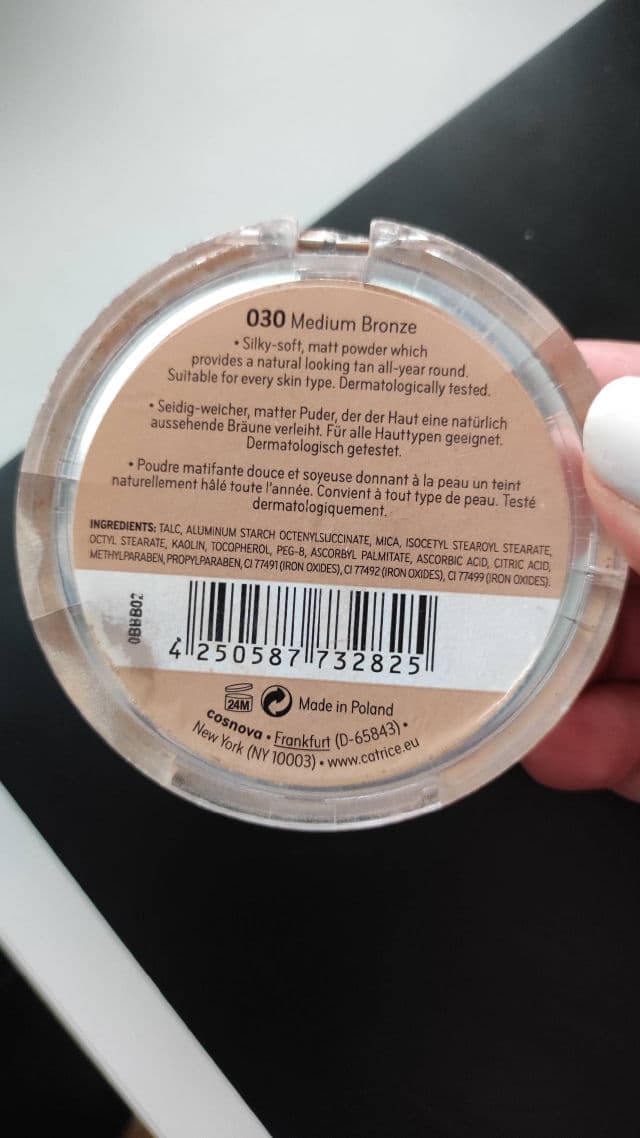 030 Medium Bronze
• Silky-soft, matt powder which
provides a natural looking tan all-year round.
Suitable for every skin type. Dermatologically tested.
• Seidig-weicher, matter Puder, der der Haut eine natürlich
aussehende Bräune verleiht. Für alle Hauttypen geeignet.
Dermatologisch getestet.
• Poudre matifante douce et soyeuse donnant à la peau un teint
naturellement hâlé toute l'année. Convient à tout type de peau. Testé
dermatologiquement.
INGREDIENTS: TALC, ALUMINUM STARCH OCTENYLSUCCINATE, MICA, ISOCETYL STEAROYL STEARATE,
OCTYL STEARATE, KAOLIN, TOCOPHEROL, PEG-8, ASCORBYL PALMITATE, ASCORBIC ACID, CITRIC ACID,
METHYLPARABEN, PROPYLPARABEN, CI 77491 (IRON OXIDES), CI 77492 (IRON OXIDES), CI 77499 (IRON OXIDES).
4 250587 732825
24M Made in Poland
cosnova • Frankfurt (D-65843) •
New York (NY 10003) • www.catrice.eu